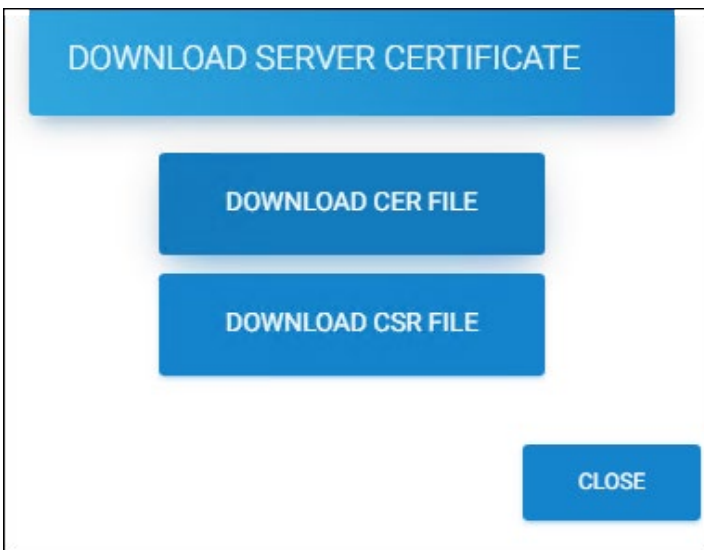 DOWNLOAD SERVER CERTIFICATE
DOWNLOAD CER FILE
DOWNLOAD CSR FILE
CLOSE